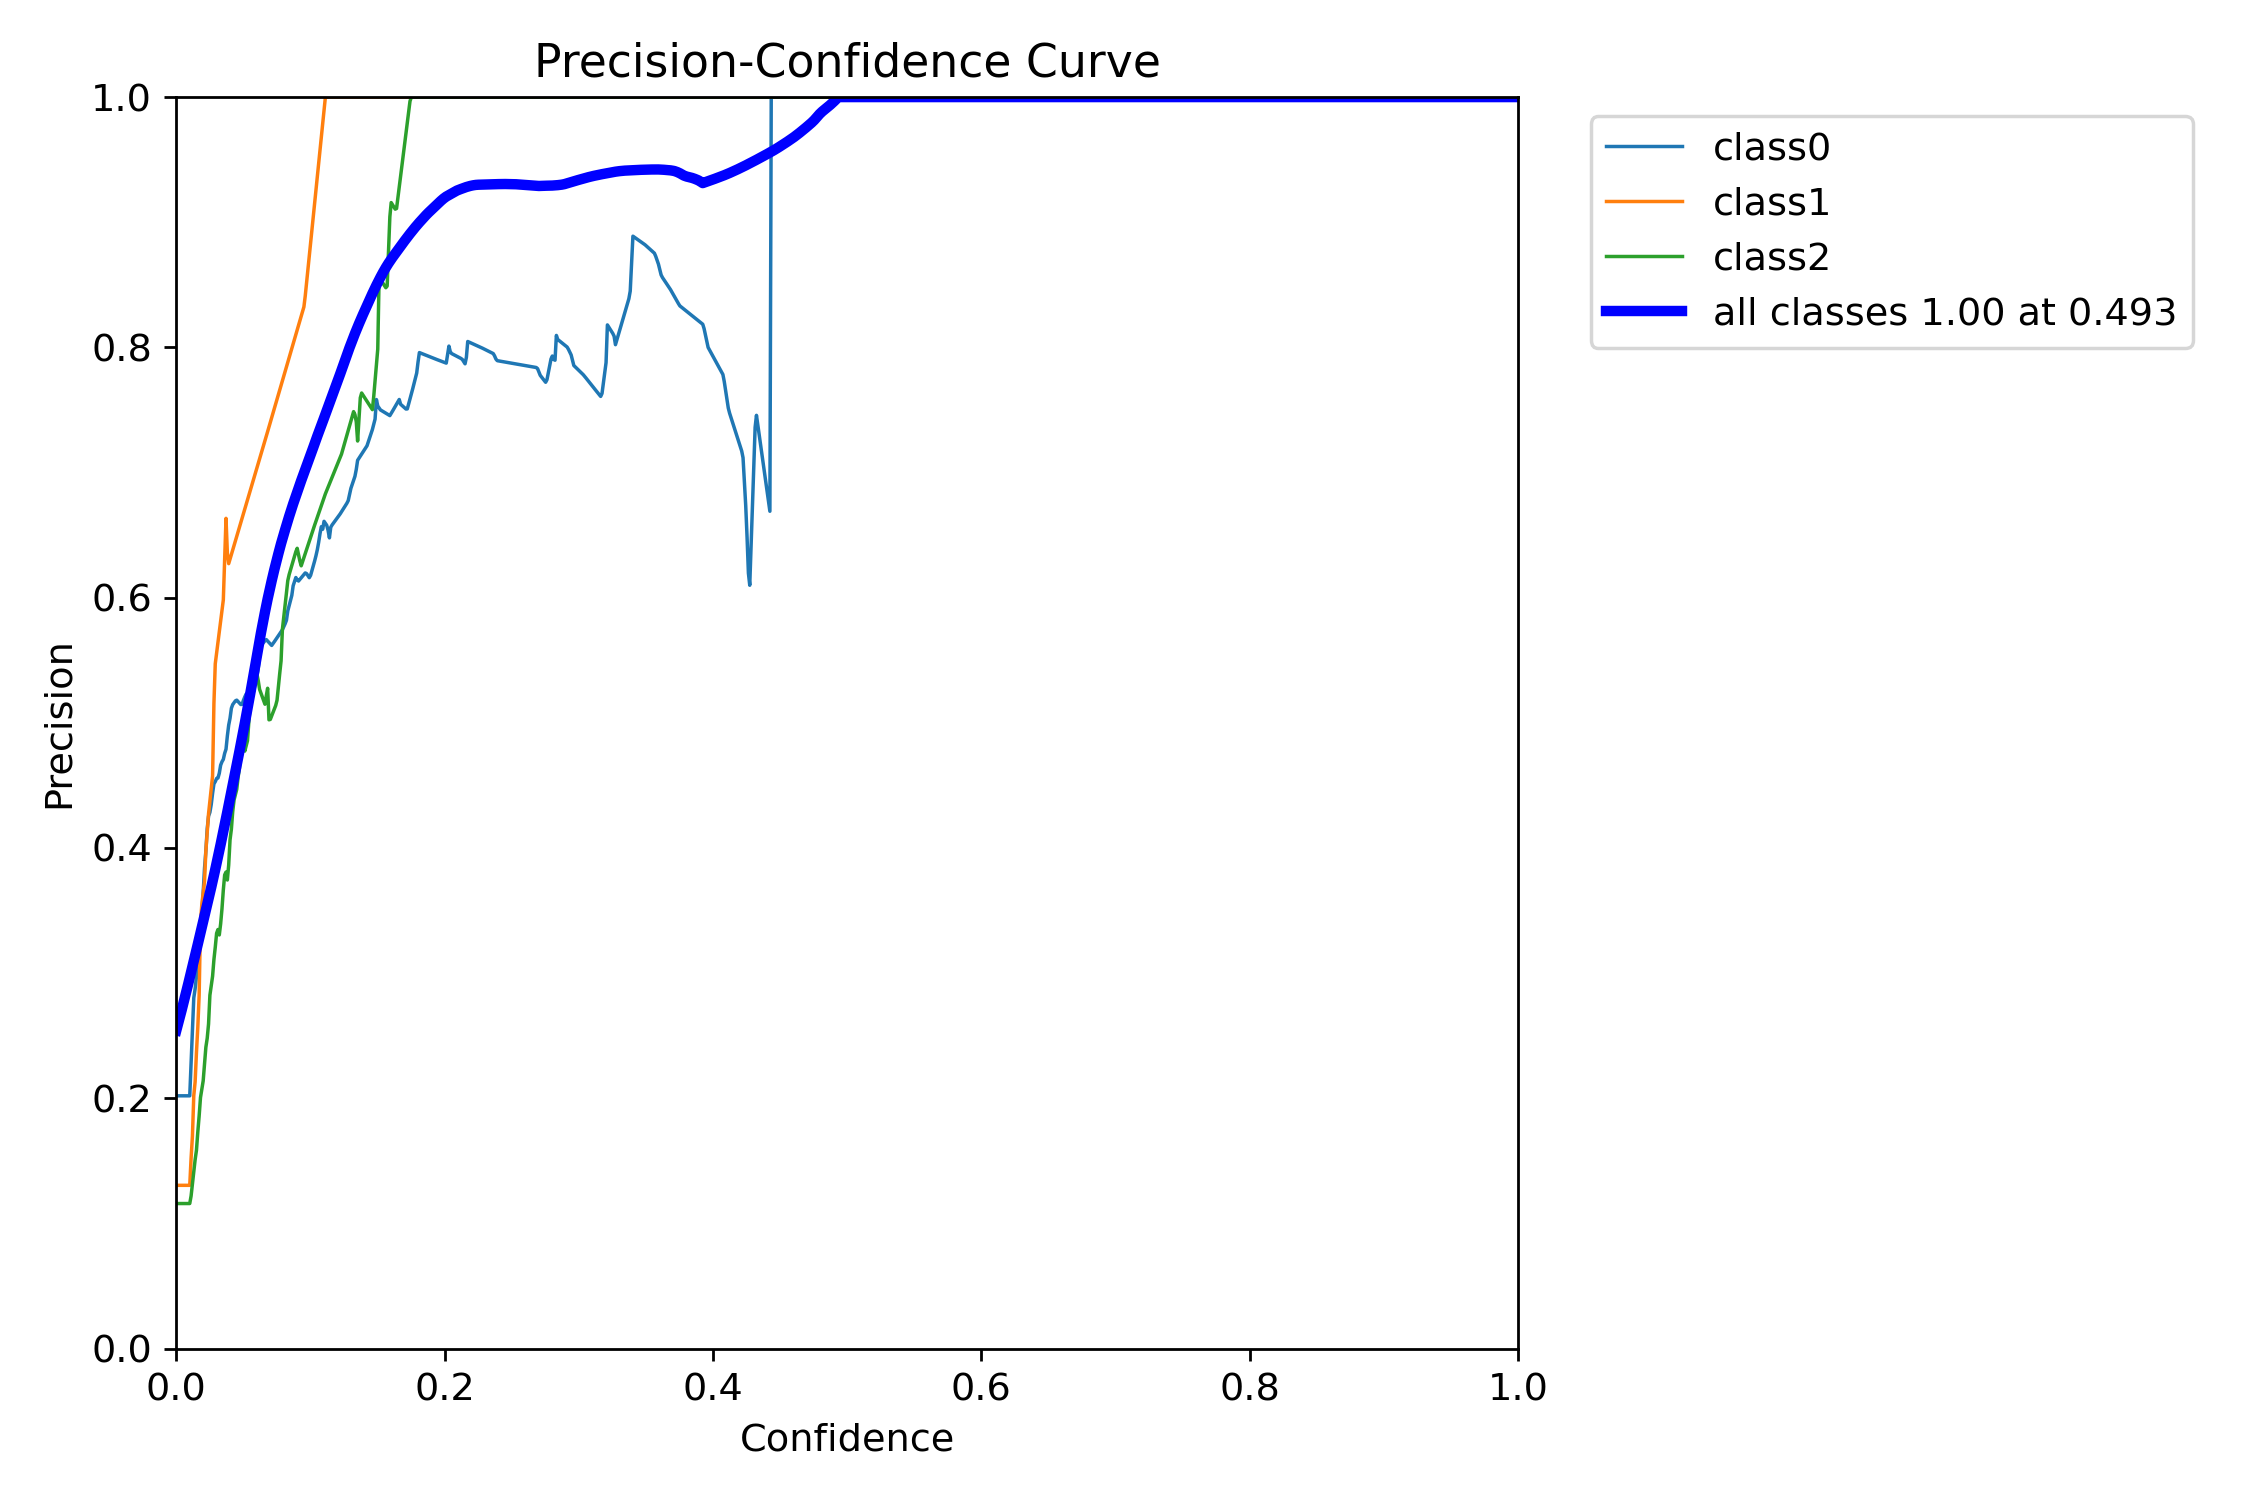 Precision-Confidence Curve
1.0
0.8
0.6
0.4
0.2
0.0
Precision
0.0 0.2 0.4 0.6 0.8 1.0
Confidence
class0
class1
class2
all classes 1.00 at 0.493